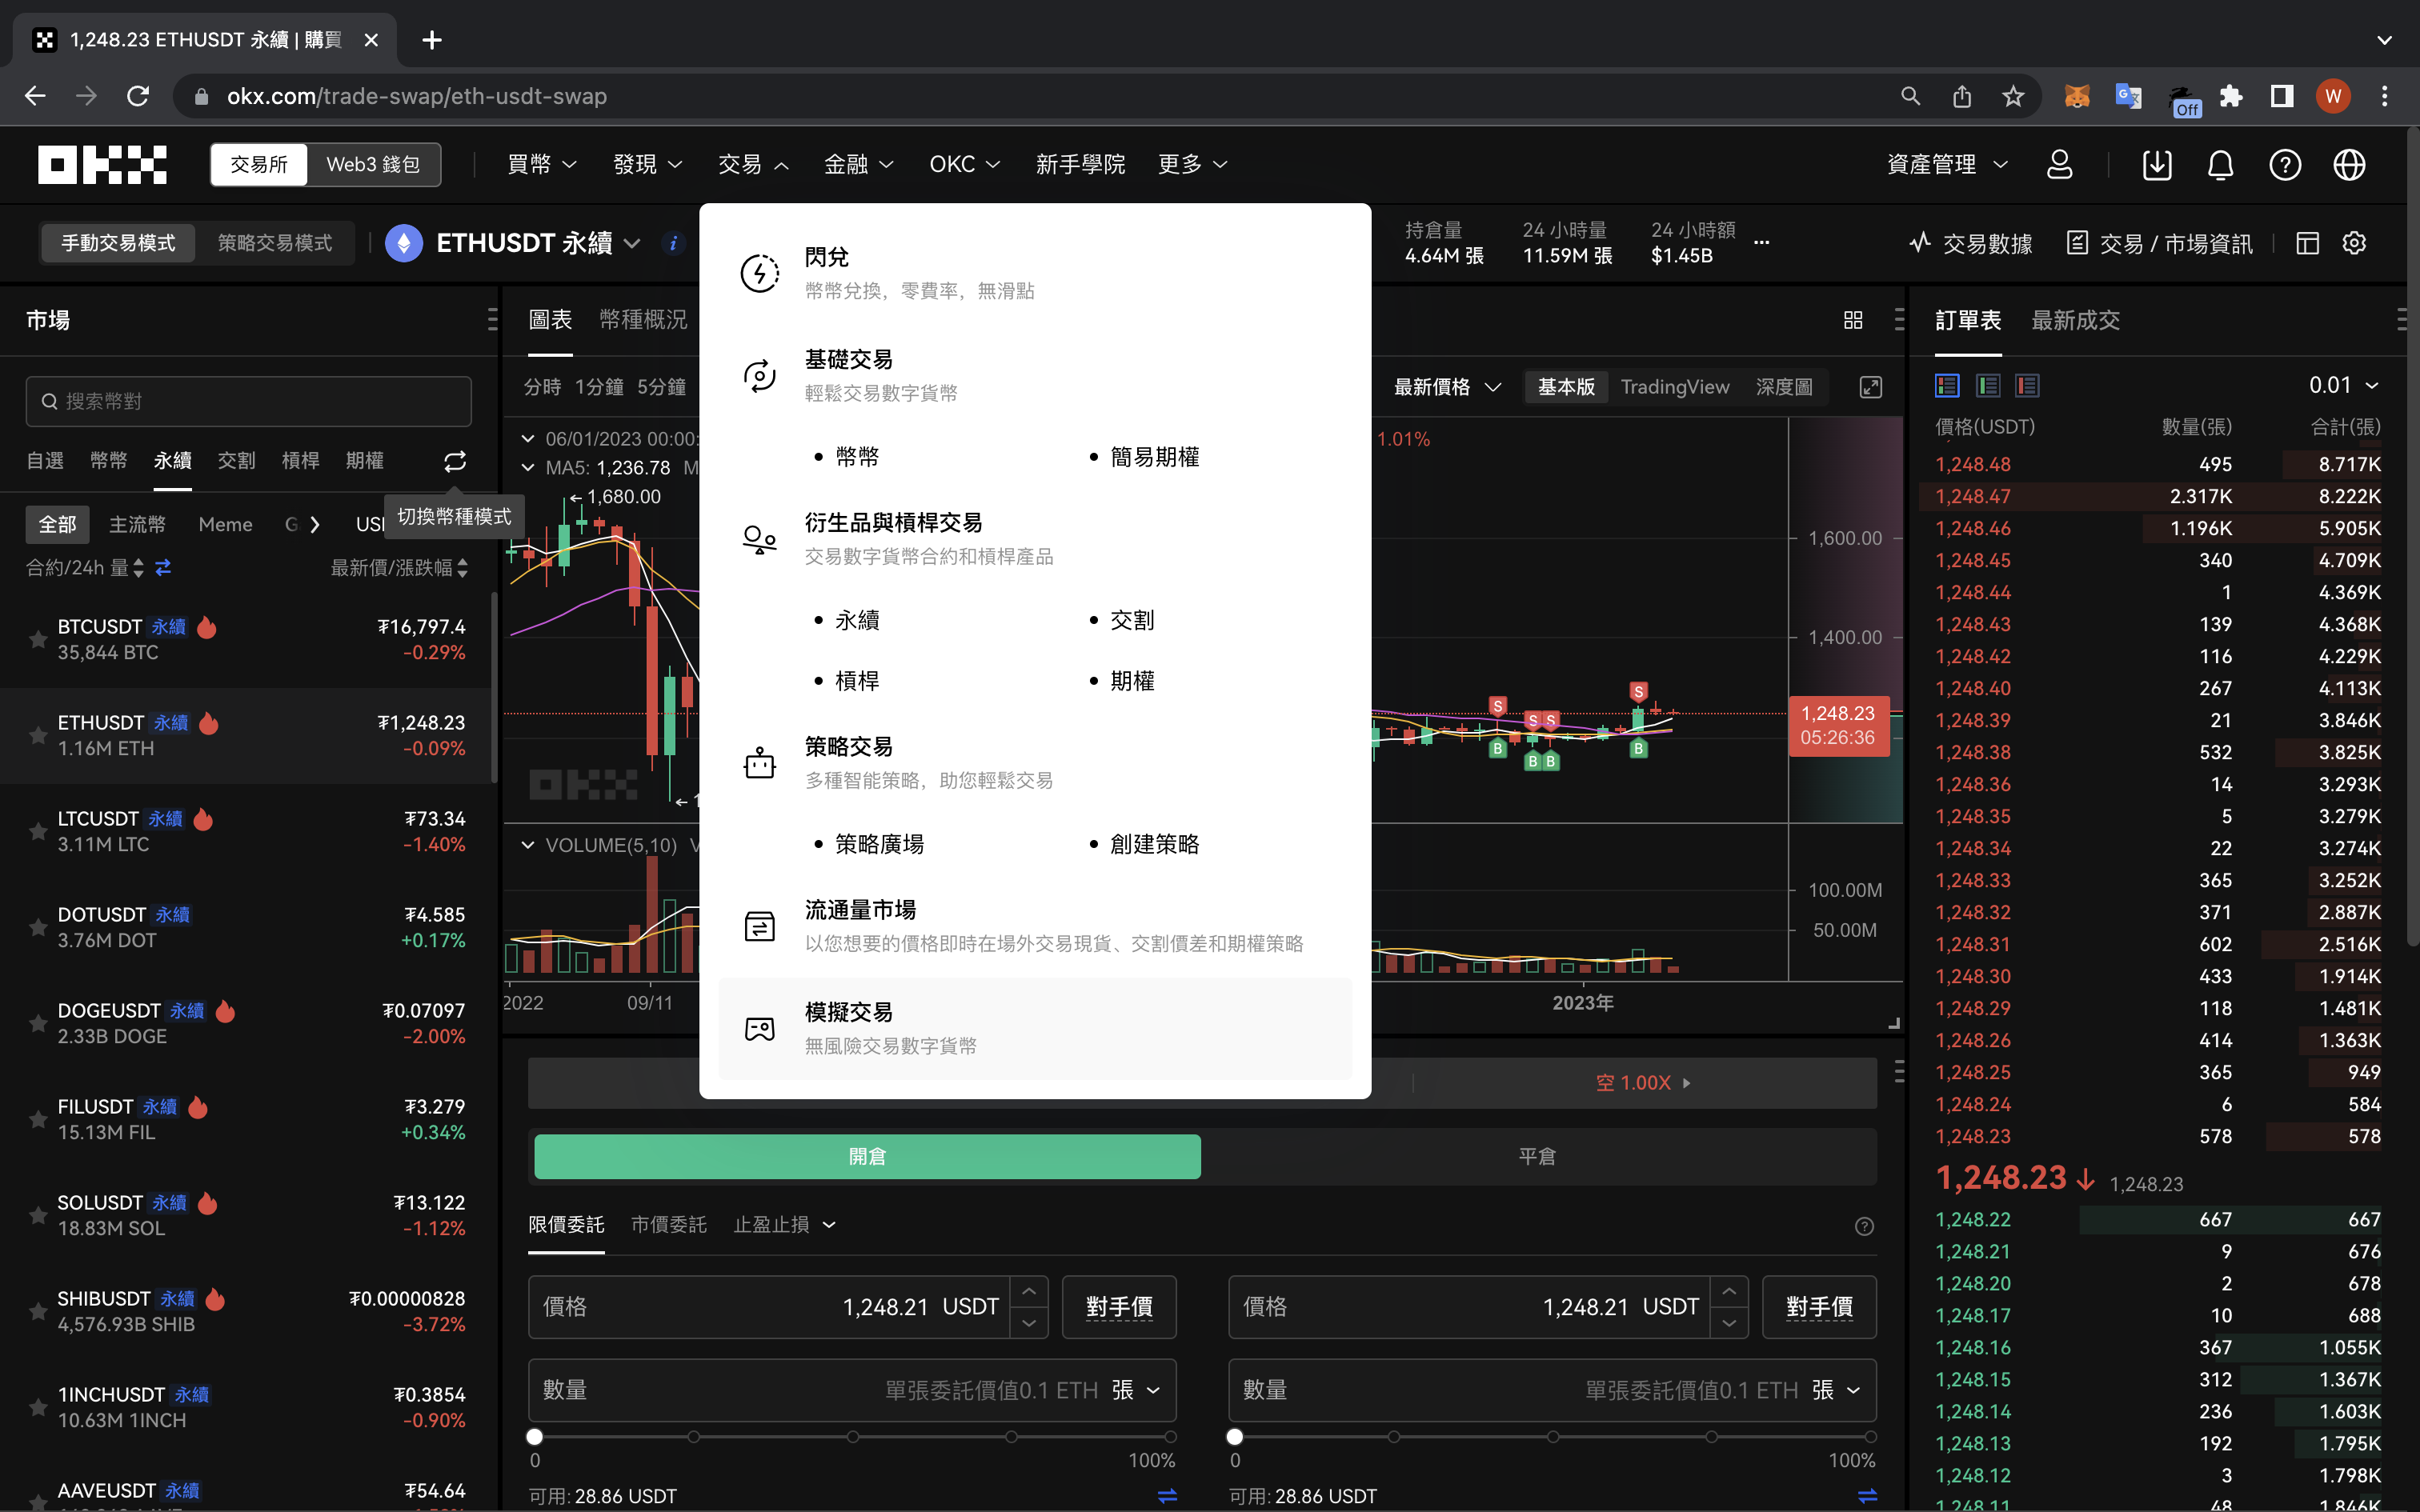 1,248.23 ETHUSDT 永續 | 購買
okx.com/trade-swap/eth-usdt-swap
Off
W
OKX
交易所
Web3 錢包
買幣
發現
交易
金融
OKC
新手學院
更多
資產管理
手動交易模式
策略交易模式
ETHUSDT 永續
持倉量
4.64M 張
24 小時量
11.59M 張
24 小時額
$1.45B
交易數據
交易 / 市場資訊
市場
搜索幣對
自選 幣幣 永續 交割 槓桿 期權
切換幣種模式
全部 主流幣 Meme G
合約/24h 量
最新價/漲跌幅
BTCUSDT 永續 ₮16,797.4
35,844 BTC -0.29%
ETHUSDT 永續 ₮1,248.23
1.16M ETH -0.09%
LTCUSDT 永續 ₮73.34
3.11M LTC -1.40%
DOTUSDT 永續 ₮4.585
3.76M DOT +0.17%
DOGEUSDT 永續 ₮0.07097
2.33B DOGE -2.00%
FILUSDT 永續 ₮3.279
15.13M FIL +0.34%
SOLUSDT 永續 ₮13.122
18.83M SOL -1.12%
SHIBUSDT 永續 ₮0.00000828
4,576.93B SHIB -3.72%
1INCHUSDT 永續 ₮0.3854
10.63M 1INCH -0.90%
AAVEUSDT 永續 ₮54.64
圖表 幣種概況
分時 1分鐘 5分鐘
06/01/2023 00:00:
MA5: 1,236.78 M
1,680.00
VOLUME(5,10)
2022
09/11
閃兌
幣幣兌換，零費率，無滑點
基礎交易
輕鬆交易數字貨幣
• 幣幣
• 簡易期權
衍生品與槓桿交易
交易數字貨幣合約和槓桿產品
• 永續
• 交割
• 槓桿
• 期權
策略交易
多種智能策略，助您輕鬆交易
• 策略廣場
• 創建策略
流通量市場
以您想要的價格即時在場外交易現貨、交割價差和期權策略
模擬交易
無風險交易數字貨幣
最新價格
基本版 TradingView 深度圖
1.01%
1,600.00
1,400.00
S
S
S
S
B
B
B
B
1,248.23
05:26:36
100.00M
50.00M
2023年
空 1.00X
開倉
平倉
限價委託 市價委託 止盈止損
價格 1,248.21 USDT 對手價
價格 1,248.21 USDT 對手價
數量 單張委託價值0.1 ETH 張
數量 單張委託價值0.1 ETH 張
0 100%
0 100%
可用: 28.86 USDT
可用: 28.86 USDT
訂單表 最新成交
0.01
價格(USDT) 數量(張) 合計(張)
1,248.48 495 8.717K
1,248.47 2.317K 8.222K
1,248.46 1.196K 5.905K
1,248.45 340 4.709K
1,248.44 1 4.369K
1,248.43 139 4.368K
1,248.42 116 4.229K
1,248.40 267 4.113K
1,248.39 21 3.846K
1,248.38 532 3.825K
1,248.36 14 3.293K
1,248.35 5 3.279K
1,248.34 22 3.274K
1,248.33 365 3.252K
1,248.32 371 2.887K
1,248.31 602 2.516K
1,248.30 433 1.914K
1,248.29 118 1.481K
1,248.26 414 1.363K
1,248.25 365 949
1,248.24 6 584
1,248.23 578 578
1,248.23 1,248.23
1,248.22 667 667
1,248.21 9 676
1,248.20 2 678
1,248.17 10 688
1,248.16 367 1.055K
1,248.15 312 1.367K
1,248.14 236 1.603K
1,248.13 192 1.795K
1,248.12 3 1.798K
1,248.11 48 1.846K